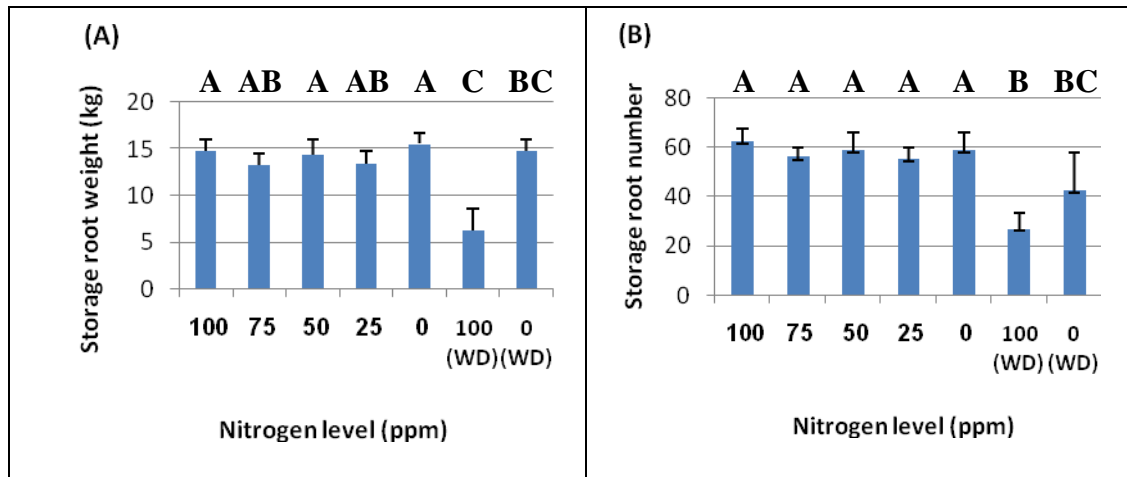 (A)
A AB A AB A C BC
Storage root weight (kg)
20
15
10
5
0
100 75 50 25 0 100 0
(WD) (WD)
Nitrogen level (ppm)
(B)
A A A A A B BC
Storage root number
80
60
40
20
0
100 75 50 25 0 100 0
(WD) (WD)
Nitrogen level (ppm)